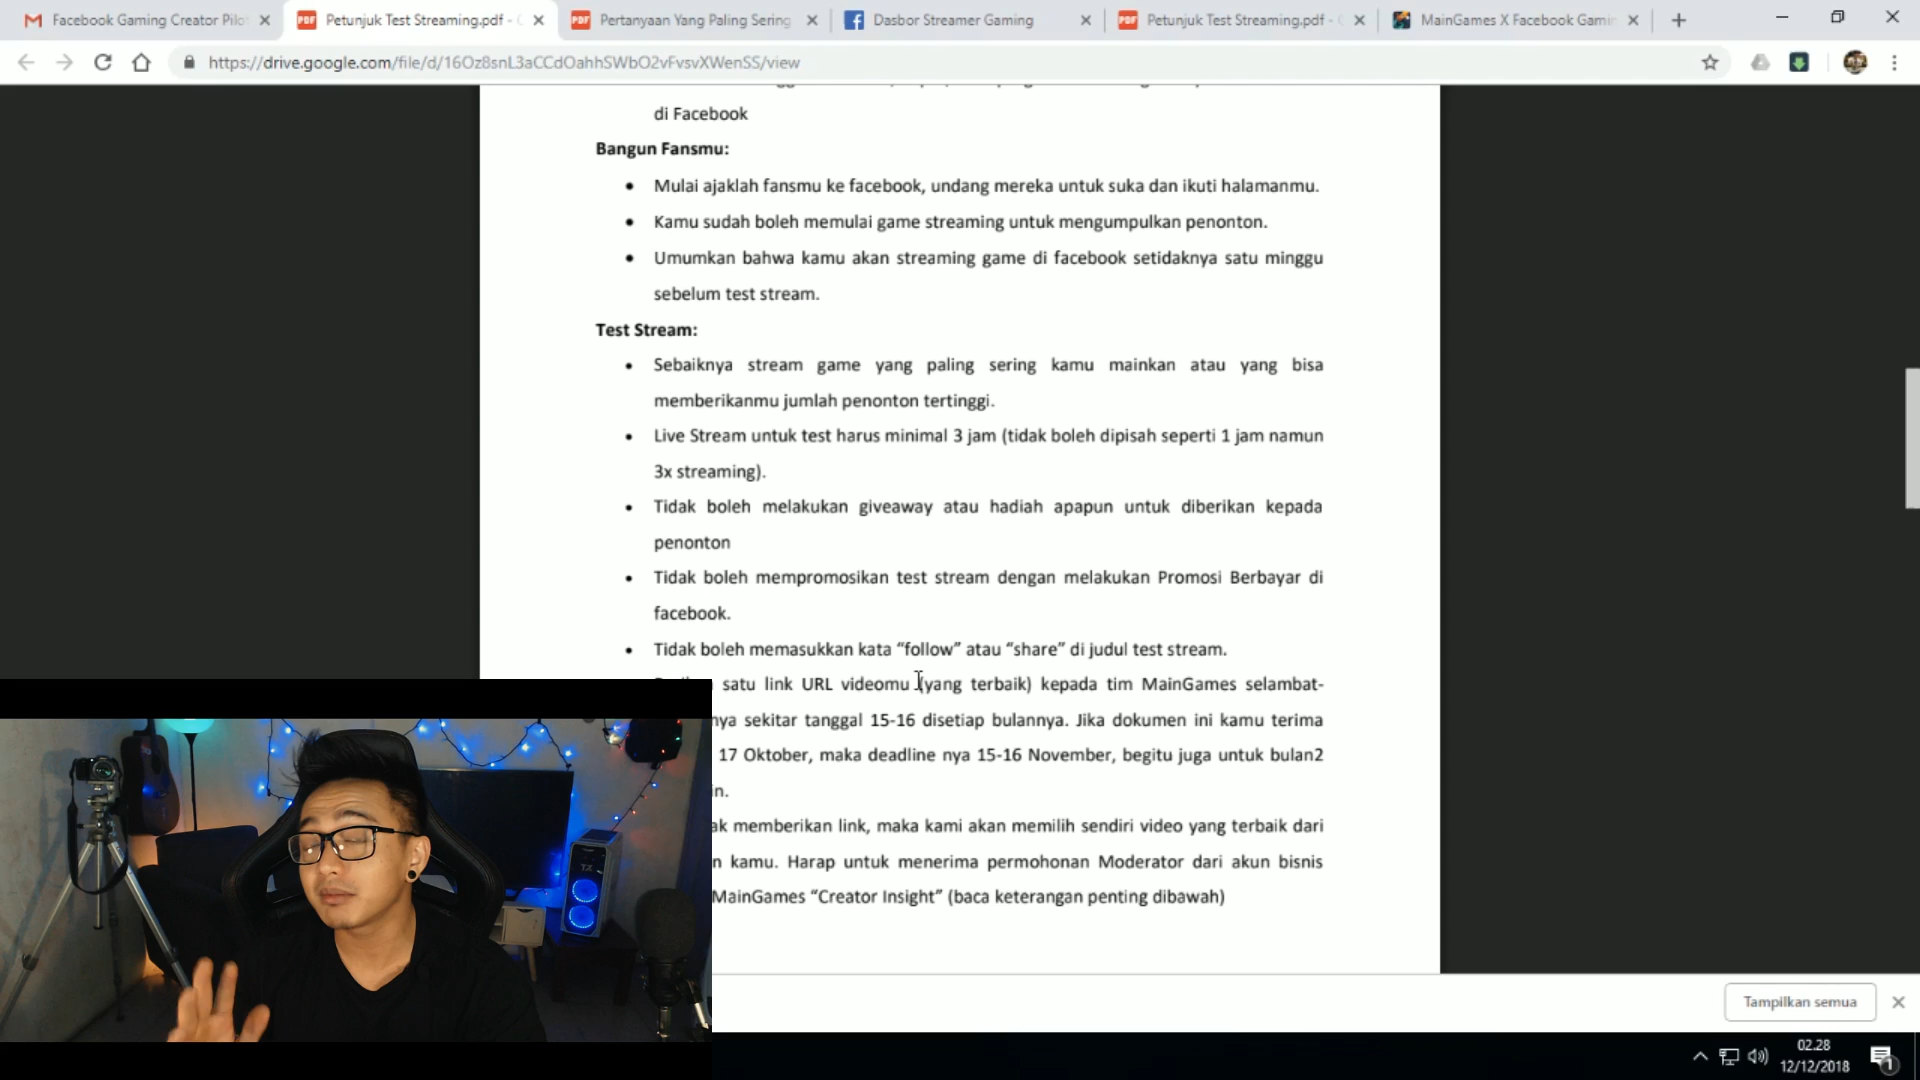 Facebook Gaming Creator Pilo
Petunjuk Test Streaming.pdf -
Pertanyaan Yang Paling Sering
Dasbor Streamer Gaming
Petunjuk Test Streaming.pdf -
MainGames X Facebook Gami
https://drive.google.com/file/d/16Oz8snL3aCCdOahhSWbO2vFvsvXWenSS/view
di Facebook
Bangun Fansmu:
• Mulai ajaklah fansmu ke facebook, undang mereka untuk suka dan ikuti halamanmu.
• Kamu sudah boleh memulai game streaming untuk mengumpulkan penonton.
• Umumkan bahwa kamu akan streaming game di facebook setidaknya satu minggu
sebelum test stream.
Test Stream:
• Sebaiknya stream game yang paling sering kamu mainkan atau yang bisa
memberikanmu jumlah penonton tertinggi.
• Live Stream untuk test harus minimal 3 jam (tidak boleh dipisah seperti 1 jam namun
3x streaming).
• Tidak boleh melakukan giveaway atau hadiah apapun untuk diberikan kepada
penonton
• Tidak boleh mempromosikan test stream dengan melakukan Promosi Berbayar di
facebook.
• Tidak boleh memasukkan kata “follow” atau “share” di judul test stream.
satu link URL videomu (yang terbaik) kepada tim MainGames selambat-
nya sekitar tanggal 15-16 disetiap bulannya. Jika dokumen ini kamu terima
17 Oktober, maka deadline nya 15-16 November, begitu juga untuk bulan2
in.
ak memberikan link, maka kami akan memilih sendiri video yang terbaik dari
n kamu. Harap untuk menerima permohonan Moderator dari akun bisnis
MainGames “Creator Insight” (baca keterangan penting dibawah)
Tampilkan semua
02.28
12/12/2018
1